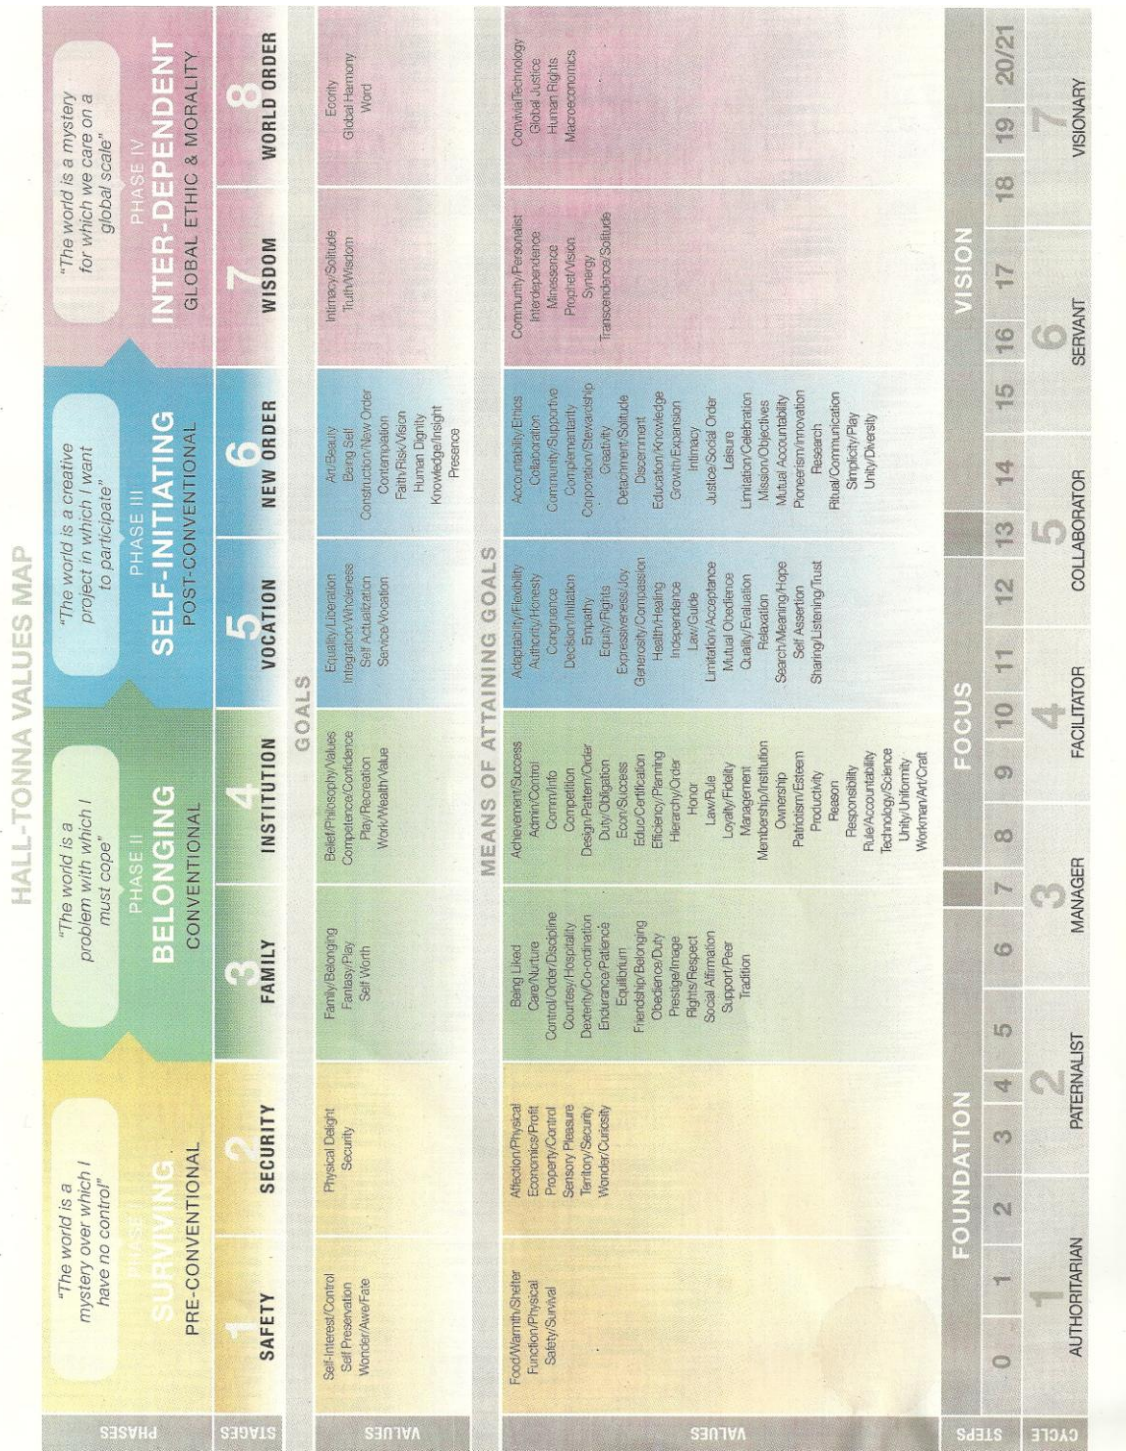 HALL-TONNA VALUES MAP
PHASES
"The world is a
mystery over which I
have no control"
PHASE I
SURVIVING
PRE-CONVENTIONAL
"The world is a
problem with which I
must cope"
PHASE II
BELONGING
CONVENTIONAL
"The world is a creative
project in which I want
to participate"
PHASE III
SELF-INITIATING
POST-CONVENTIONAL
"The world is a mystery
for which we care on a
global scale"
PHASE IV
INTER-DEPENDENT
GLOBAL ETHIC & MORALITY
STAGES
1
SAFETY
2
SECURITY
3
FAMILY
4
INSTITUTION
5
VOCATION
6
NEW ORDER
7
WISDOM
8
WORLD ORDER
GOALS
VALUES
Self-Interest/Control
Self Preservation
Wonder/Awe/Fate
Physical Delight
Security
Family/Belonging
Fantasy/Play
Self Worth
Belief/Philosophy/Values
Competence/Confidence
Play/Recreation
Work/Wealth/Value
Equality/Liberation
Integration/Wholeness
Self Actualization
Service/Vocation
Art/Beauty
Being Self
Construction/New Order
Contemplation
Faith/Risk/Vision
Human Dignity
Knowledge/Insight
Presence
Intimacy/Solitude
Truth/Wisdom
Ecority
Global Harmony
Word
MEANS OF ATTAINING GOALS
VALUES
Food/Warmth/Shelter
Function/Physical
Safety/Survival
Affection/Physical
Economics/Profit
Property/Control
Sensory Pleasure
Territory/Security
Wonder/Curiosity
Being Liked
Care/Nurture
Control/Order/Discipline
Courtesy/Hospitality
Dexterity/Co-ordination
Endurance/Patience
Equilibrium
Friendship/Belonging
Obedience/Duty
Prestige/Image
Rights/Respect
Social Affirmation
Support/Peer
Tradition
Achievement/Success
Admin/Control
Comm/Info
Competition
Design/Pattern/Order
Duty/Obligation
Econ/Success
Educ/Certification
Efficiency/Planning
Hierarchy/Order
Honor
Law/Rule
Loyalty/Fidelity
Management
Membership/Institution
Ownership
Patriotism/Esteem
Productivity
Reason
Responsibility
Rule/Accountability
Technology/Science
Unity/Uniformity
Workman/Art/Craft
Adaptability/Flexibility
Authority/Honesty
Congruence
Decision/Initiation
Empathy
Equity/Rights
Expressiveness/Joy
Generosity/Compassion
Health/Healing
Independence
Law/Guide
Limitation/Acceptance
Mutual Obedience
Quality/Evaluation
Relaxation
Search/Meaning/Hope
Self Assertion
Sharing/Listening/Trust
Accountability/Ethics
Collaboration
Community/Supportive
Complementarity
Corporation/Stewardship
Creativity
Detachment/Solitude
Discernment
Education/Knowledge
Growth/Expansion
Intimacy
Justice/Social Order
Leisure
Limitation/Celebration
Mission/Objectives
Mutual Accountability
Pioneerism/Innovation
Research
Ritual/Communication
Simplicity/Play
Unity/Diversity
Community/Personalist
Interdependence
Minessence
Prophet/Vision
Synergy
Transcendence/Solitude
ConvivialTechnology
Global Justice
Human Rights
Macroeconomics
STEPS
FOUNDATION
FOCUS
VISION
0 1 2 3 4 5 6 7 8 9 10 11 12 13 14 15 16 17 18 19 20/21
CYCLE
1
AUTHORITARIAN
2
PATERNALIST
3
MANAGER
4
FACILITATOR
5
COLLABORATOR
6
SERVANT
7
VISIONARY